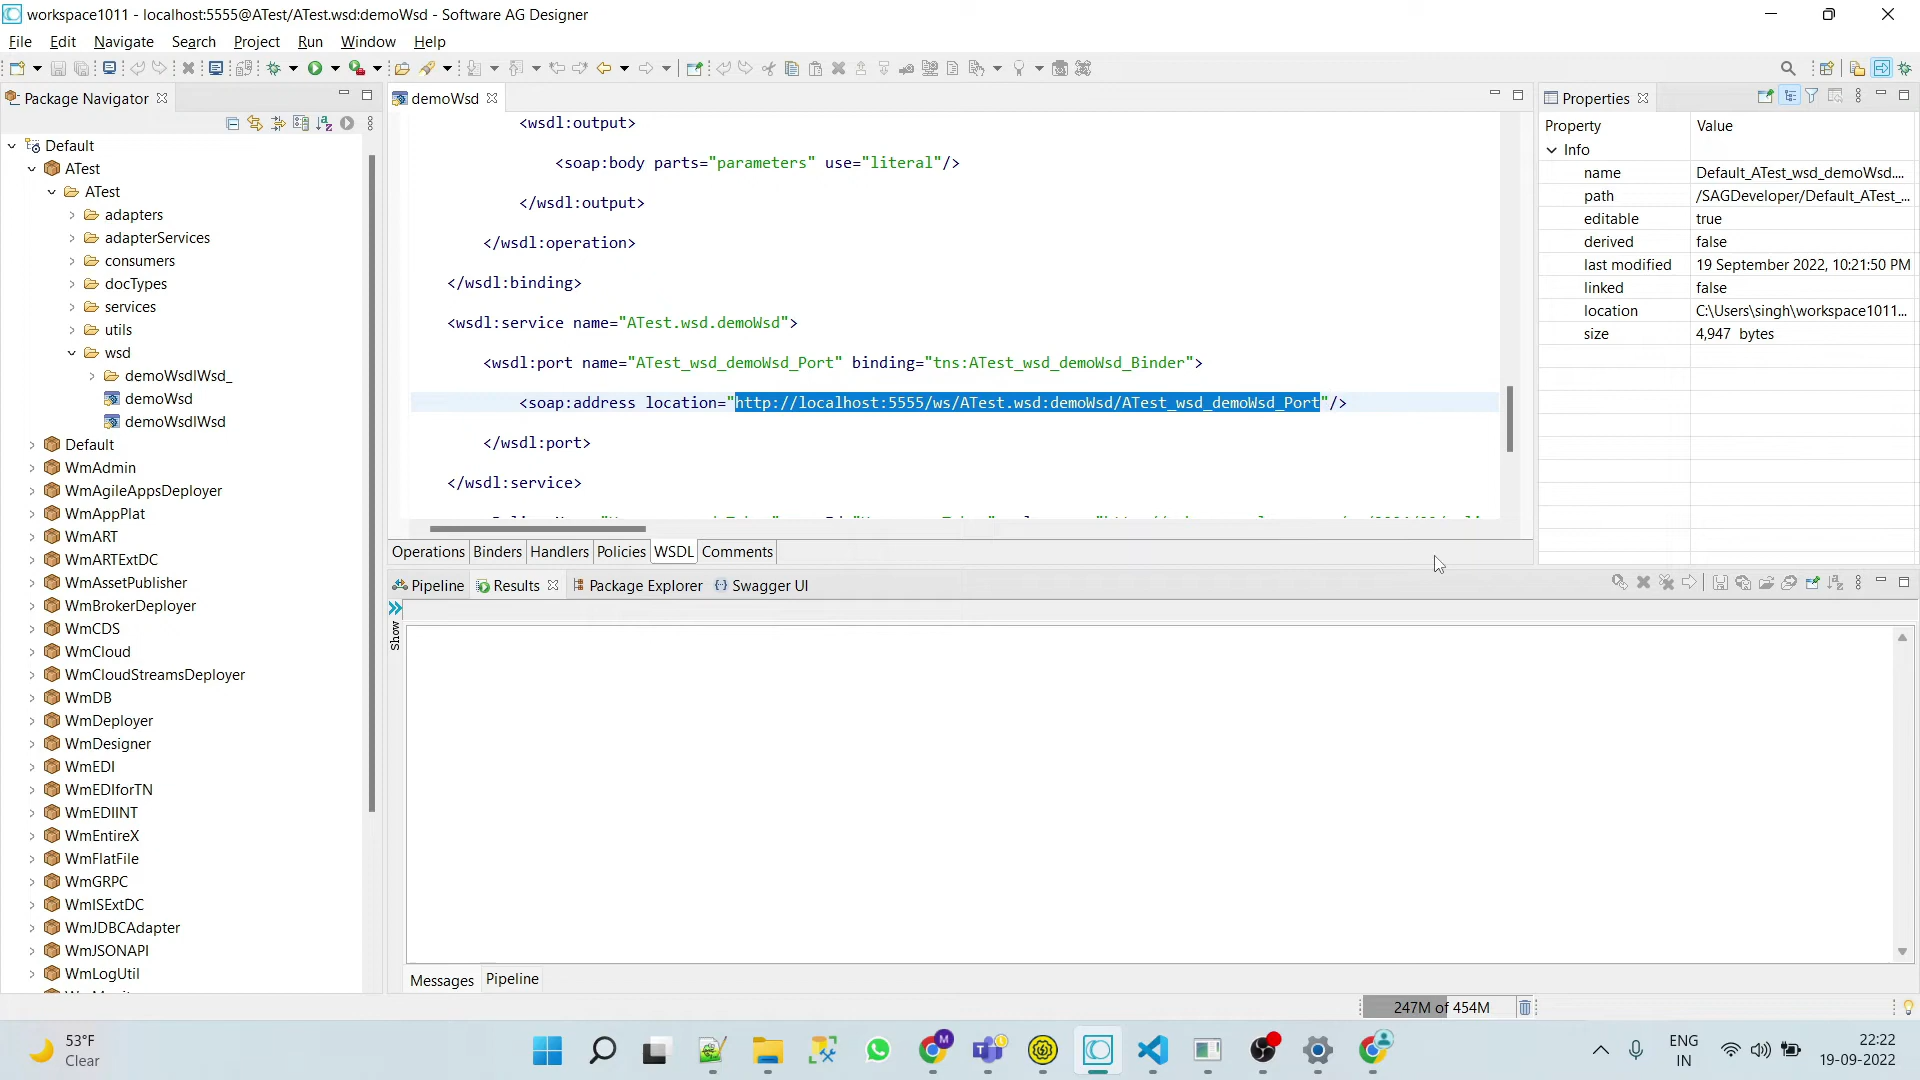 workspace1011 - localhost:5555@ATest/ATest.wsd:demoWsd - Software AG Designer
File Edit Navigate Search Project Run Window Help
Package Navigator
Default
ATest
ATest
adapters
adapterServices
consumers
docTypes
services
utils
wsd
demoWsdlWsd_
demoWsd
demoWsdlWsd
Default
WmAdmin
WmAgileAppsDeployer
WmAppPlat
WmART
WmARTExtDC
WmAssetPublisher
WmBrokerDeployer
WmCDS
WmCloud
WmCloudStreamsDeployer
WmDB
WmDeployer
WmDesigner
WmEDI
WmEDIforTN
WmEDIINT
WmEntireX
WmFlatFile
WmGRPC
WmISExtDC
WmJDBCAdapter
WmJSONAPI
WmLogUtil
demoWsd
<wsdl:output>
<soap:body parts="parameters" use="literal"/>
</wsdl:output>
</wsdl:operation>
</wsdl:binding>
<wsdl:service name="ATest.wsd.demoWsd">
<wsdl:port name="ATest_wsd_demoWsd_Port" binding="tns:ATest_wsd_demoWsd_Binder">
<soap:address location="http://localhost:5555/ws/ATest.wsd:demoWsd/ATest_wsd_demoWsd_Port"/>
</wsdl:port>
</wsdl:service>
Operations Binders Handlers Policies WSDL Comments
Properties
Property Value
Info
name Default_ATest_wsd_demoWsd....
path /SAGDeveloper/Default_ATest_...
editable true
derived false
last modified 19 September 2022, 10:21:50 PM
linked false
location C:\Users\singh\workspace1011...
size 4,947 bytes
Pipeline Results Package Explorer Swagger UI
Show
Messages Pipeline
247M of 454M
53°F
Clear
M
ENG
IN
22:22
19-09-2022